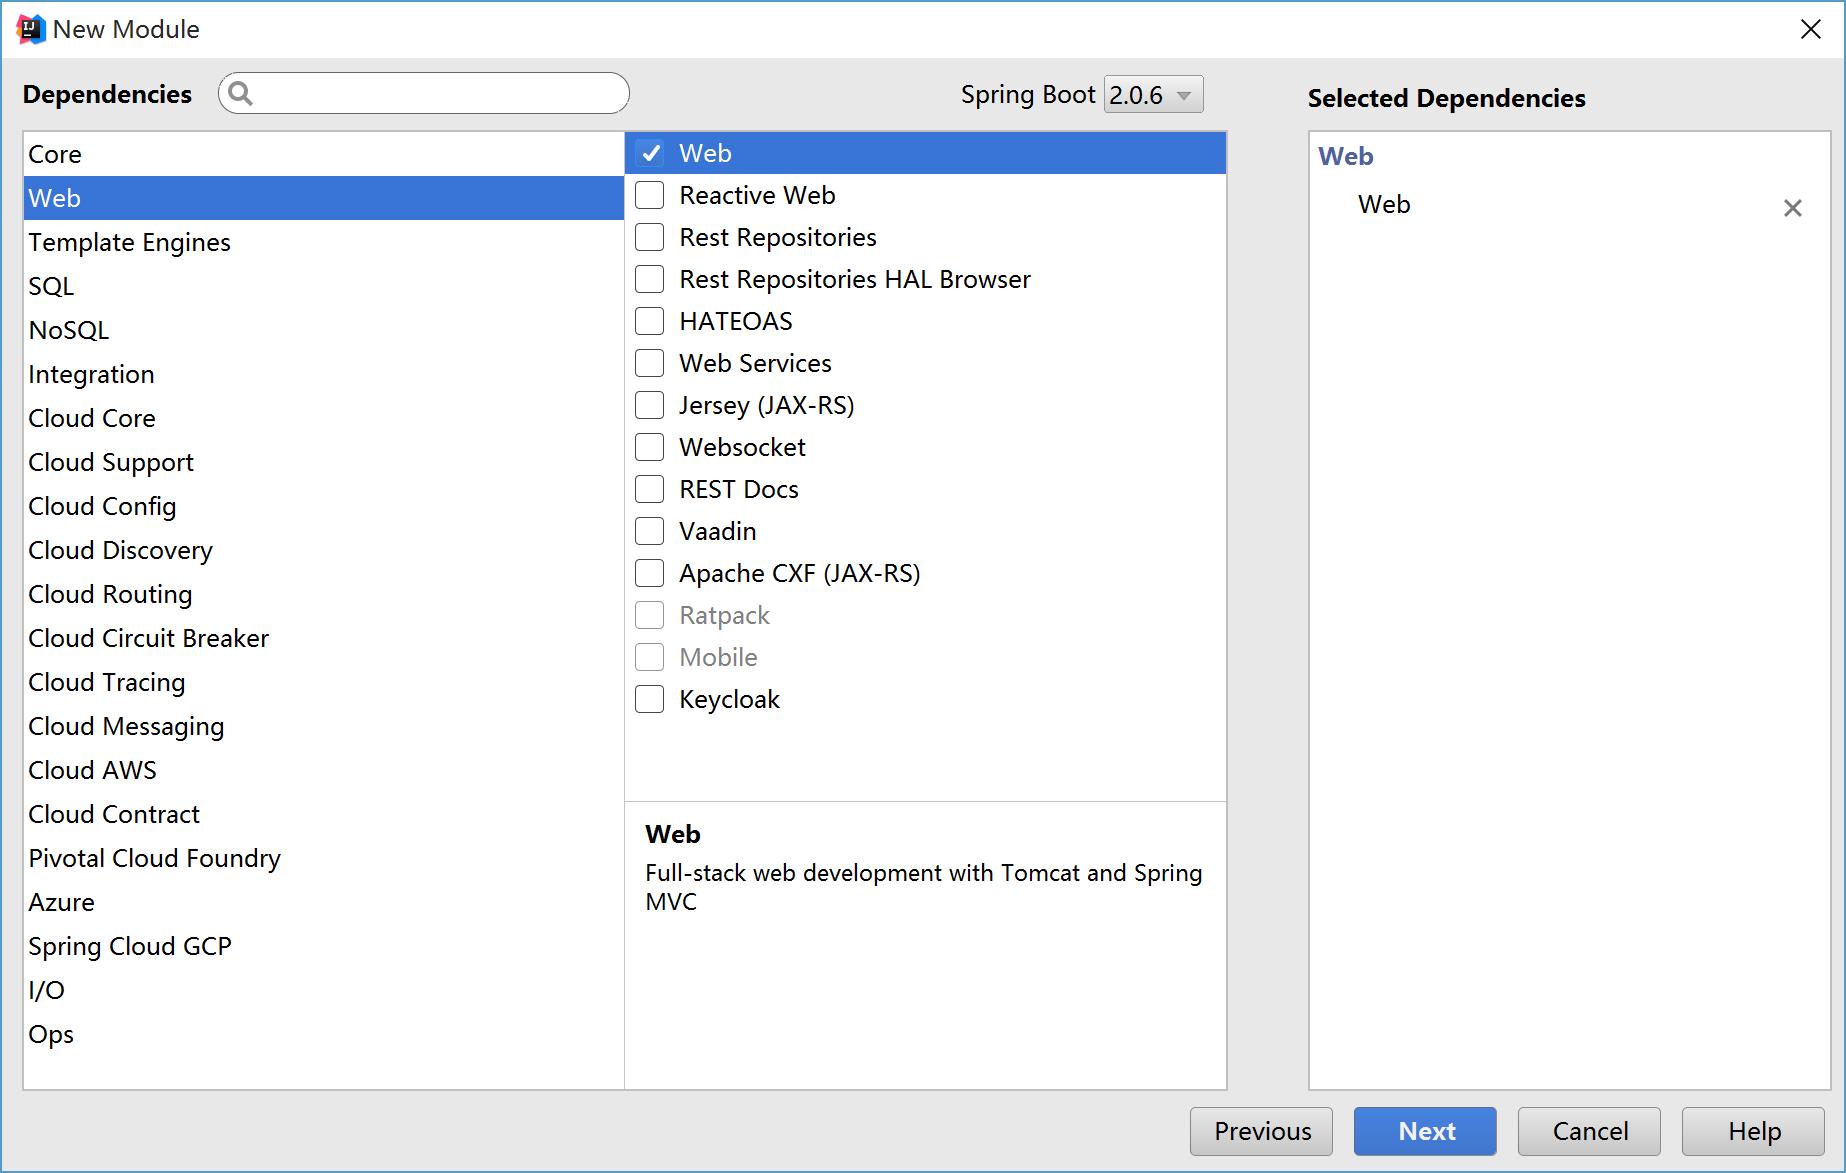 New Module
Dependencies
Spring Boot 2.0.6
Selected Dependencies
Core
Web
Template Engines
SQL
NoSQL
Integration
Cloud Core
Cloud Support
Cloud Config
Cloud Discovery
Cloud Routing
Cloud Circuit Breaker
Cloud Tracing
Cloud Messaging
Cloud AWS
Cloud Contract
Pivotal Cloud Foundry
Azure
Spring Cloud GCP
I/O
Ops
Web
Reactive Web
Rest Repositories
Rest Repositories HAL Browser
HATEOAS
Web Services
Jersey (JAX-RS)
Websocket
REST Docs
Vaadin
Apache CXF (JAX-RS)
Ratpack
Mobile
Keycloak
Web
Full-stack web development with Tomcat and Spring
MVC
Web
Web
Previous
Next
Cancel
Help